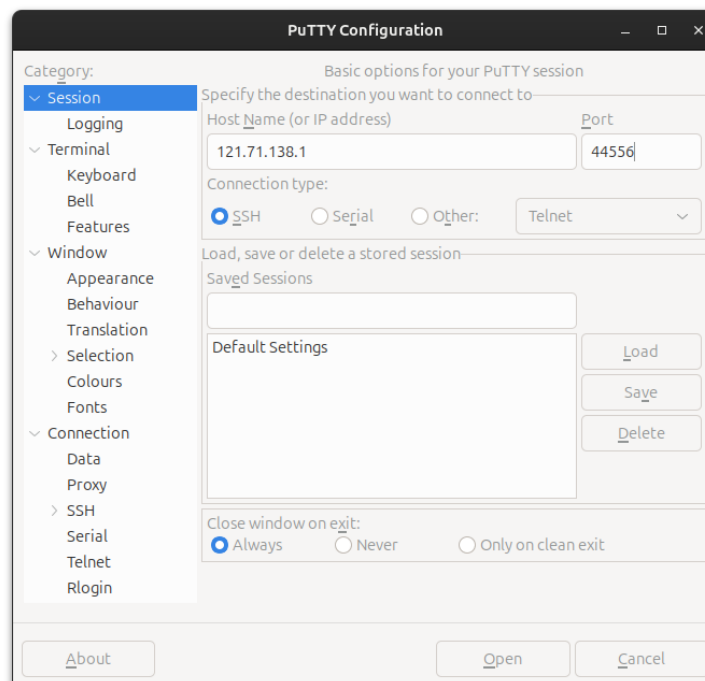 PuTTY Configuration
Category:
Session
Logging
Terminal
Keyboard
Bell
Features
Window
Appearance
Behaviour
Translation
Selection
Colours
Fonts
Connection
Data
Proxy
SSH
Serial
Telnet
Rlogin
Basic options for your PuTTY session
Specify the destination you want to connect to
Host Name (or IP address) Port
121.71.138.1 44556
Connection type:
SSH Serial Other: Telnet
Load, save or delete a stored session
Saved Sessions
Default Settings
Load
Save
Delete
Close window on exit:
Always Never Only on clean exit
About Open Cancel